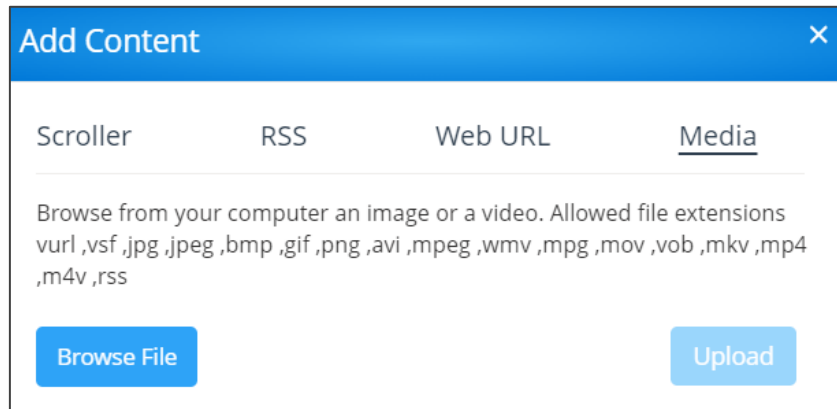 Add Content ×
Scroller RSS Web URL Media
Browse from your computer an image or a video. Allowed file extensions
vurl ,vsf ,jpg ,jpeg ,bmp ,gif ,png ,avi ,mpeg ,wmv ,mpg ,mov ,vob ,mkv ,mp4
,m4v ,rss
Browse File Upload